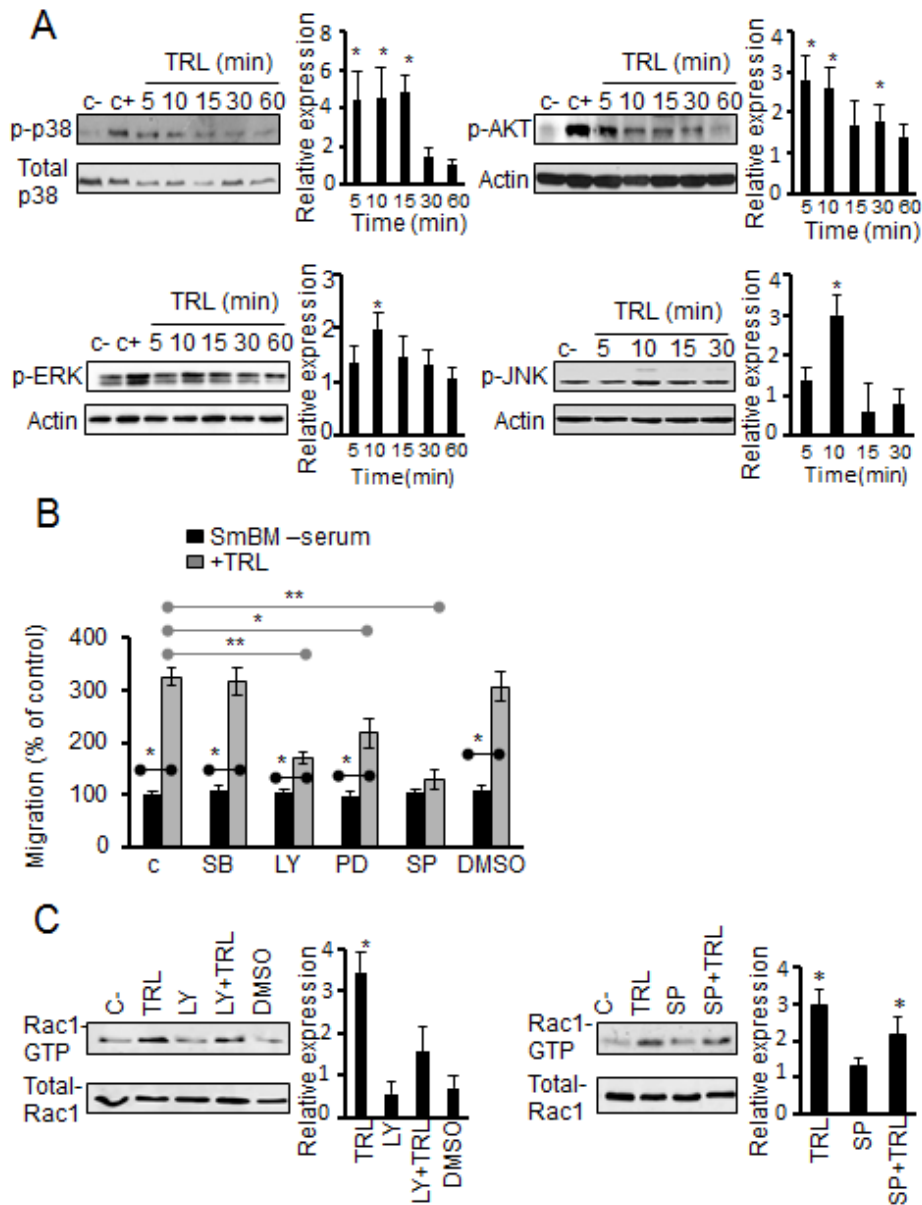 A
TRL (min)
c- c+ 5 10 15 30 60
p-p38
Total p38
Relative expression
8
6
4
2
0
* * *
5 10 15 30 60
Time (min)
TRL (min)
c- c+ 5 10 15 30 60
p-AKT
Actin
Relative expression
4
3
2
1
0
* * *
5 10 15 30 60
Time (min)
TRL (min)
c- c+ 5 10 15 30 60
p-ERK
Actin
Relative expression
3
2
1
0
*
5 10 15 30 60
Time(min)
TRL (min)
c- 5 10 15 30
p-JNK
Actin
Relative expression
4
3
2
1
0
*
5 10 15 30
Time(min)
B
SmBM –serum
+TRL
Migration (% of control)
400
300
200
100
0
**
*
**
* * * * *
c SB LY PD SP DMSO
C
C- TRL LY LY+TRL DMSO
Rac1-
GTP
Total-
Rac1
Relative expression
4
3
2
1
0
*
TRL LY LY+TRL DMSO
C- TRL SP SP+TRL
Rac1-
GTP
Total-
Rac1
Relative expression
4
3
2
1
0
* *
TRL SP SP+TRL